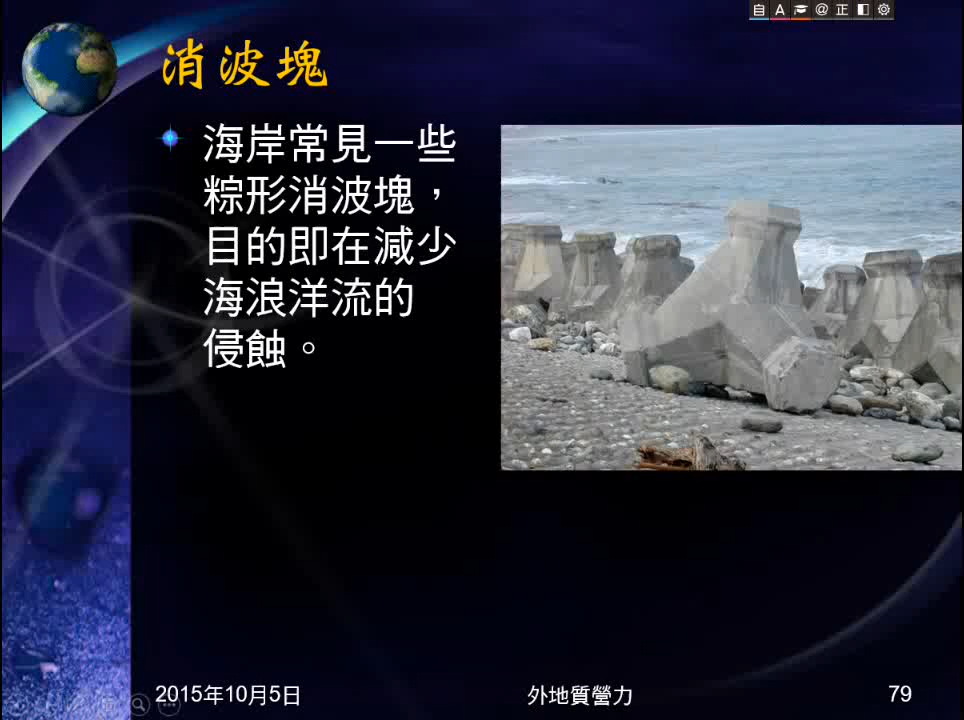 自 A @ 正
消波塊
海岸常見一些
粽形消波塊，
目的即在減少
海浪洋流的
侵蝕。
2015年10月5日
外地質營力
79